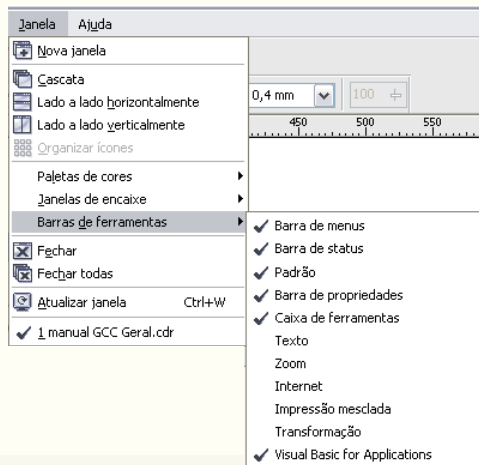 Janela Ajuda
Nova janela
Cascata
Lado a lado horizontalmente
Lado a lado verticalmente
Organizar ícones
Paletas de cores
Janelas de encaixe
Barras de ferramentas
Fechar
Fechar todas
Atualizar janela Ctrl+W
1 manual GCC Geral.cdr
0,4 mm 100
450 500 550
Barra de menus
Barra de status
Padrão
Barra de propriedades
Caixa de ferramentas
Texto
Zoom
Internet
Impressão mesclada
Transformação
Visual Basic for Applications